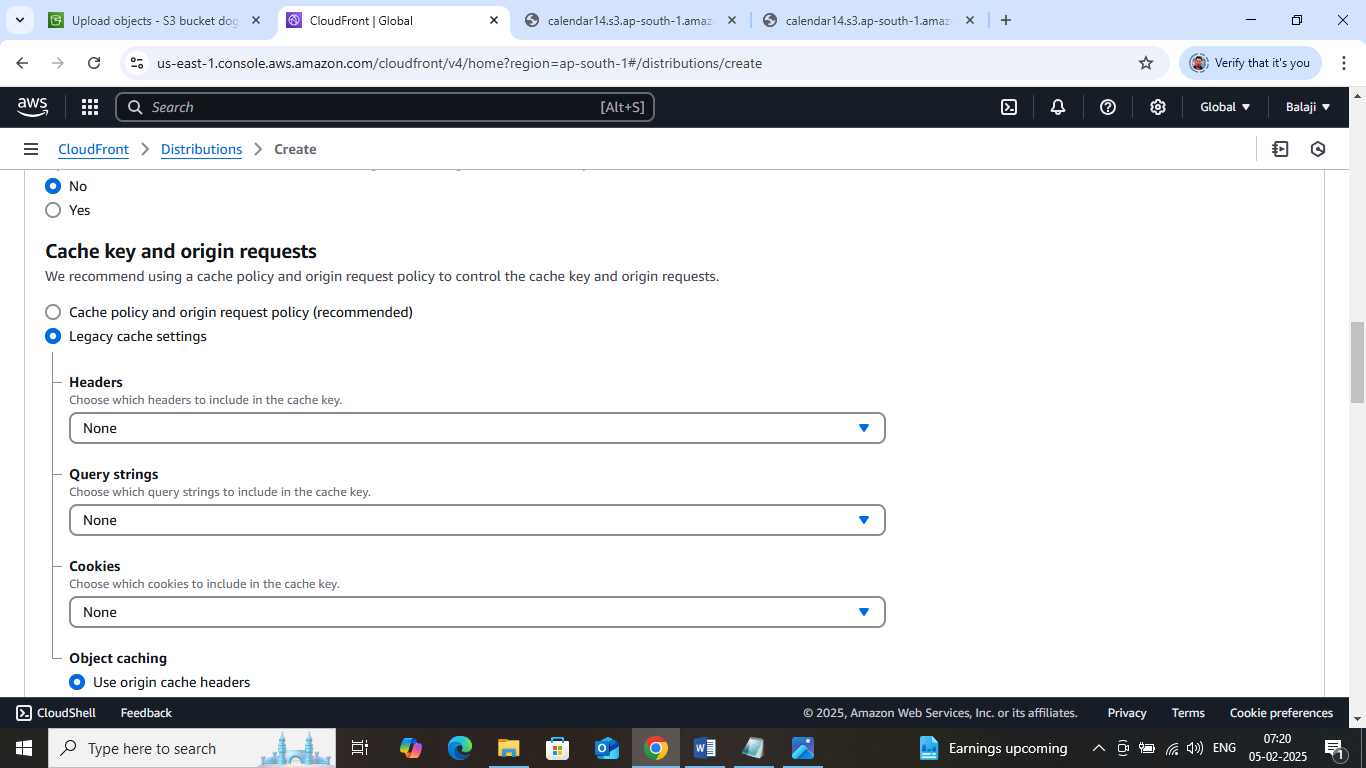 Upload objects - S3 bucket dog
CloudFront | Global
calendar14.s3.ap-south-1.amaz
calendar14.s3.ap-south-1.amaz
us-east-1.console.aws.amazon.com/cloudfront/v4/home?region=ap-south-1#/distributions/create
Verify that it's you
aws
Search
[Alt+S]
Global
Balaji
CloudFront
Distributions
Create
No
Yes
Cache key and origin requests
We recommend using a cache policy and origin request policy to control the cache key and origin requests.
Cache policy and origin request policy (recommended)
Legacy cache settings
Headers
Choose which headers to include in the cache key.
None
Query strings
Choose which query strings to include in the cache key.
None
Cookies
Choose which cookies to include in the cache key.
None
Object caching
Use origin cache headers
CloudShell
Feedback
© 2025, Amazon Web Services, Inc. or its affiliates.
Privacy
Terms
Cookie preferences
Type here to search
Earnings upcoming
ENG
07:20
05-02-2025
1